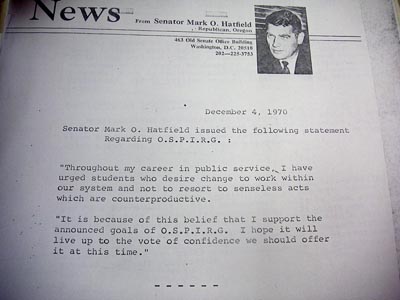 News
From Senator Mark O. Hatfield
Republican, Oregon
463 Old Senate Office Building
Washington, D.C. 20510
202-225-3753
December 4, 1970
Senator Mark O. Hatfield issued the following statement
Regarding O.S.P.I.R.G. :
"Throughout my career in public service, I have
urged students who desire change to work within
our system and not to resort to senseless acts
which are counterproductive.
"It is because of this belief that I support the
announced goals of O.S.P.I.R.G. I hope it will
live up to the vote of confidence we should offer
it at this time."
- - - - - -